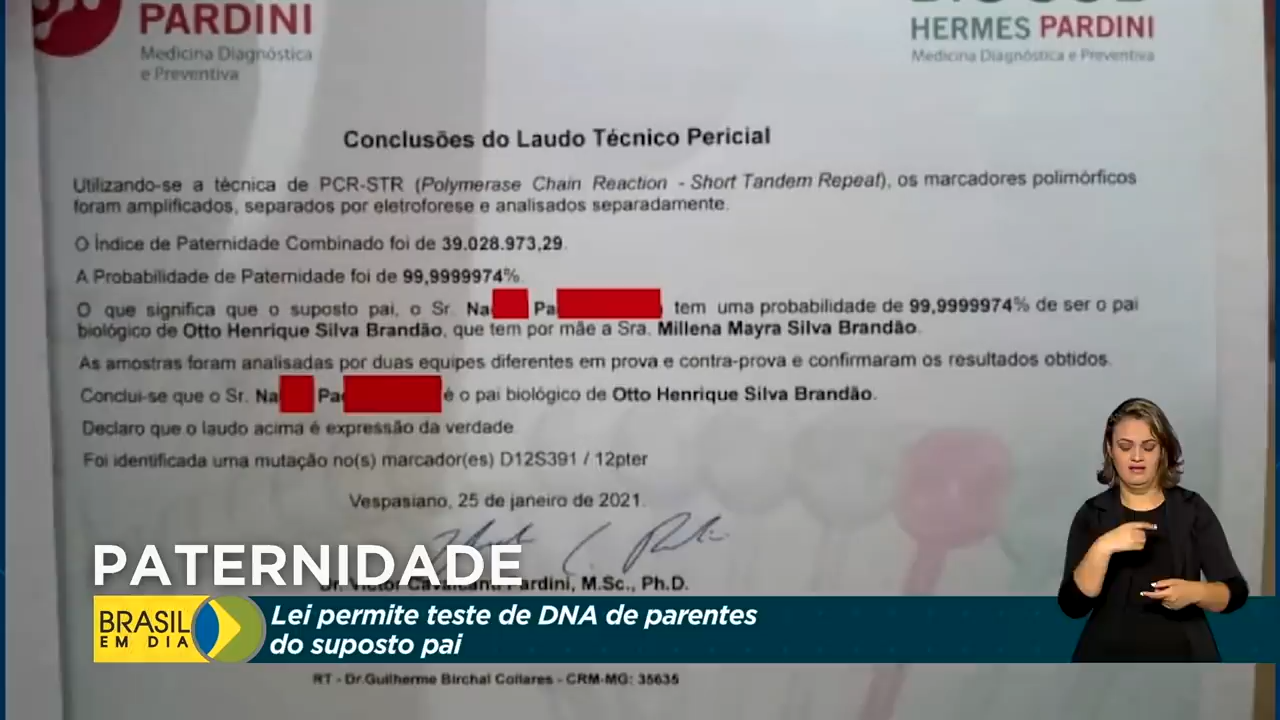 PARDINI
Medicina Diagnóstica
e Preventiva
HERMES PARDINI
Medicina Diagnóstica e Preventiva
Conclusões do Laudo Técnico Pericial
Utilizando-se a técnica de PCR-STR (Polymerase Chain Reaction - Short Tandem Repeat), os marcadores polimórficos
foram amplificados, separados por eletroforese e analisados separadamente.
O Índice de Paternidade Combinado foi de 39.028.973,29.
A Probabilidade de Paternidade foi de 99,9999974%.
O que significa que o suposto pai, o Sr. Na Pa tem uma probabilidade de 99,9999974% de ser o pai
biológico de Otto Henrique Silva Brandão, que tem por mãe a Sra. Millena Mayra Silva Brandão.
As amostras foram analisadas por duas equipes diferentes em prova e contra-prova e confirmaram os resultados obtidos.
Conclui-se que o Sr. Na Pa é o pai biológico de Otto Henrique Silva Brandão.
Declaro que o laudo acima é expressão da verdade
Foi identificada uma mutação no(s) marcador(es) D12S391 / 12pter
Vespasiano, 25 de janeiro de 2021.
Dr. Victor Cavalcanti Pardini, M.Sc., Ph.D.
PATERNIDADE
BRASIL
EM DIA
Lei permite teste de DNA de parentes
do suposto pai
RT - Dr.Guilherme Birchal Collares - CRM-MG: 35635